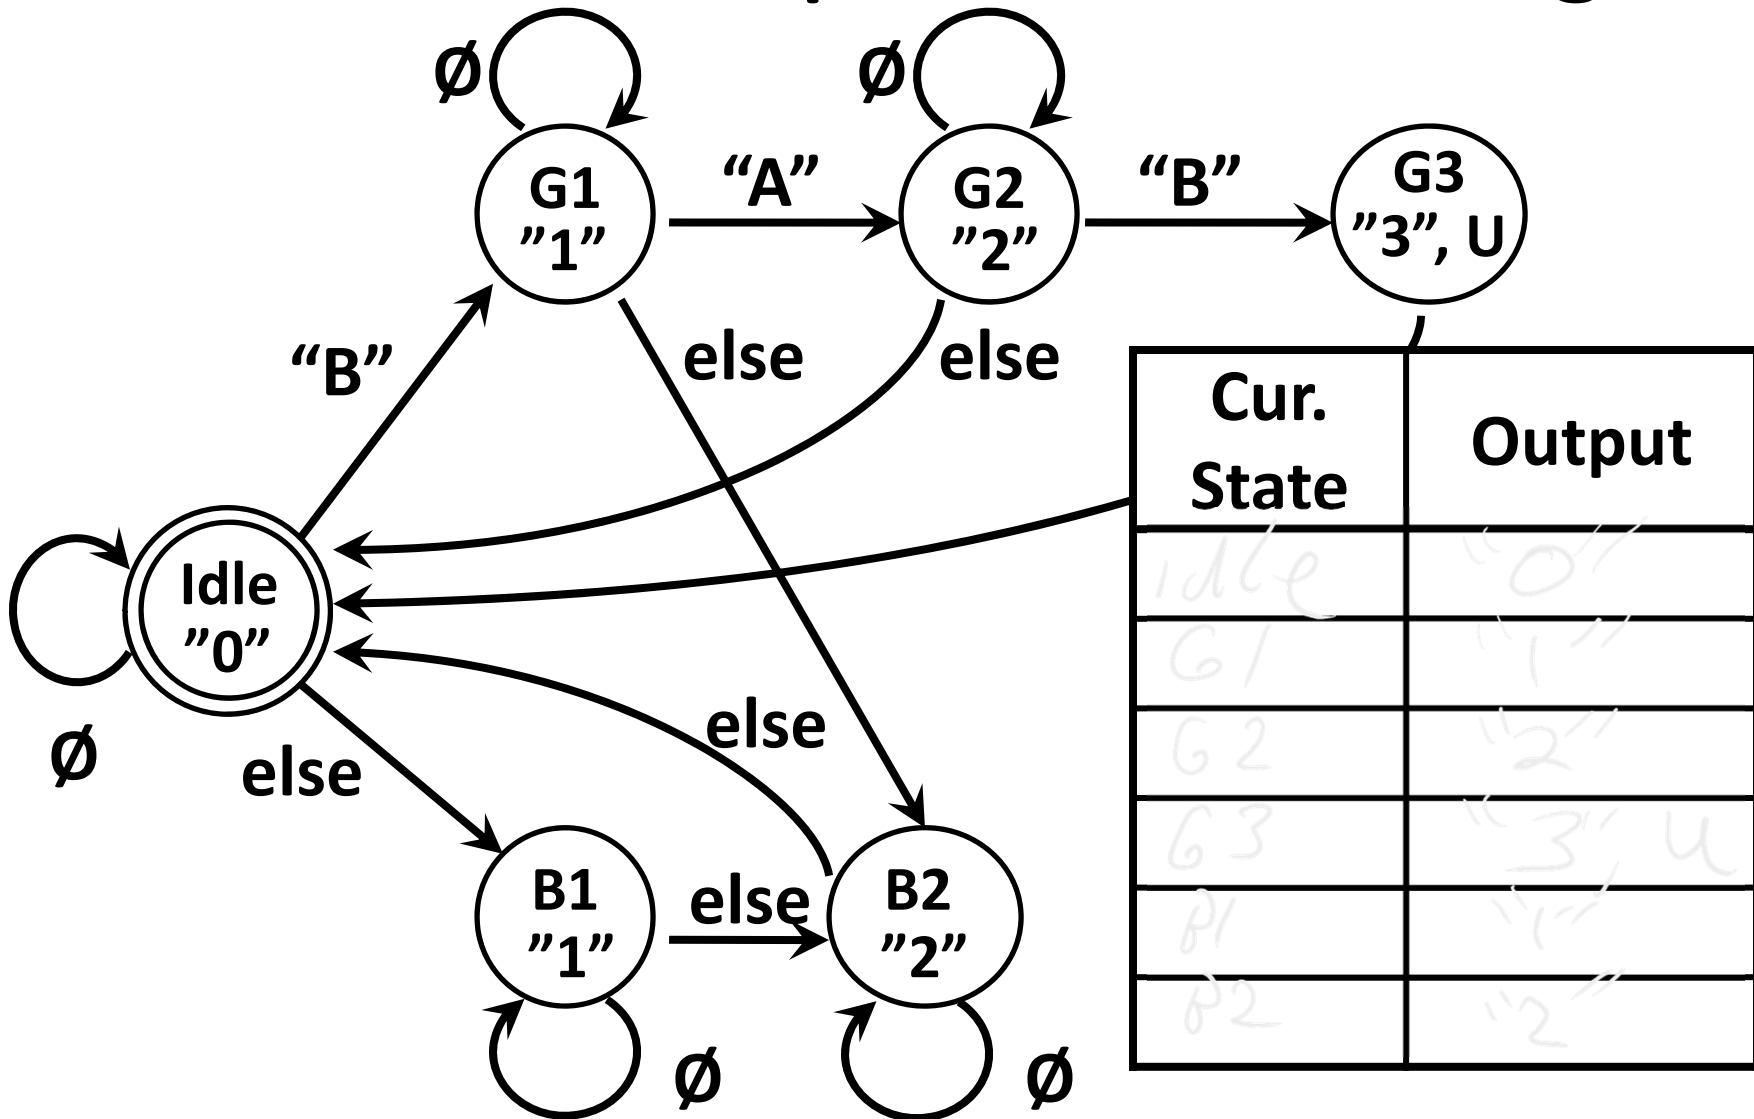 Ø
Ø
G1
”1”
“A”
G2
”2”
“B”
G3
”3”, U
“B”
else
else
Cur.
State
Output
Idle
”0”
Idle
“0”
G1
“1”
G2
“2”
G3
“3” U
B1
“1”
B2
“2”
Ø
else
else
B1
”1”
else
B2
”2”
Ø
Ø